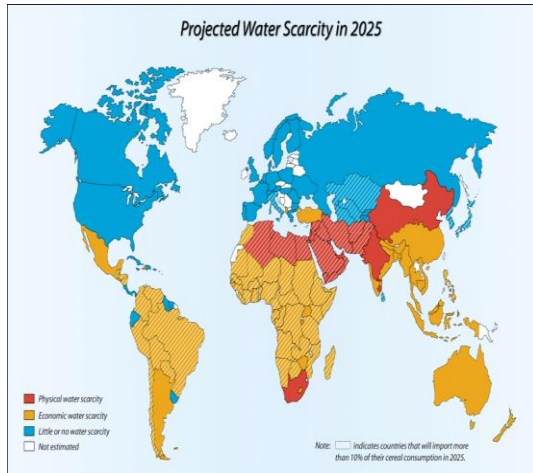 Projected Water Scarcity in 2025
Physical water scarcity
Economic water scarcity
Little or no water scarcity
Not estimated
Note: indicates countries that will import more
than 10% of their cereal consumption in 2025.